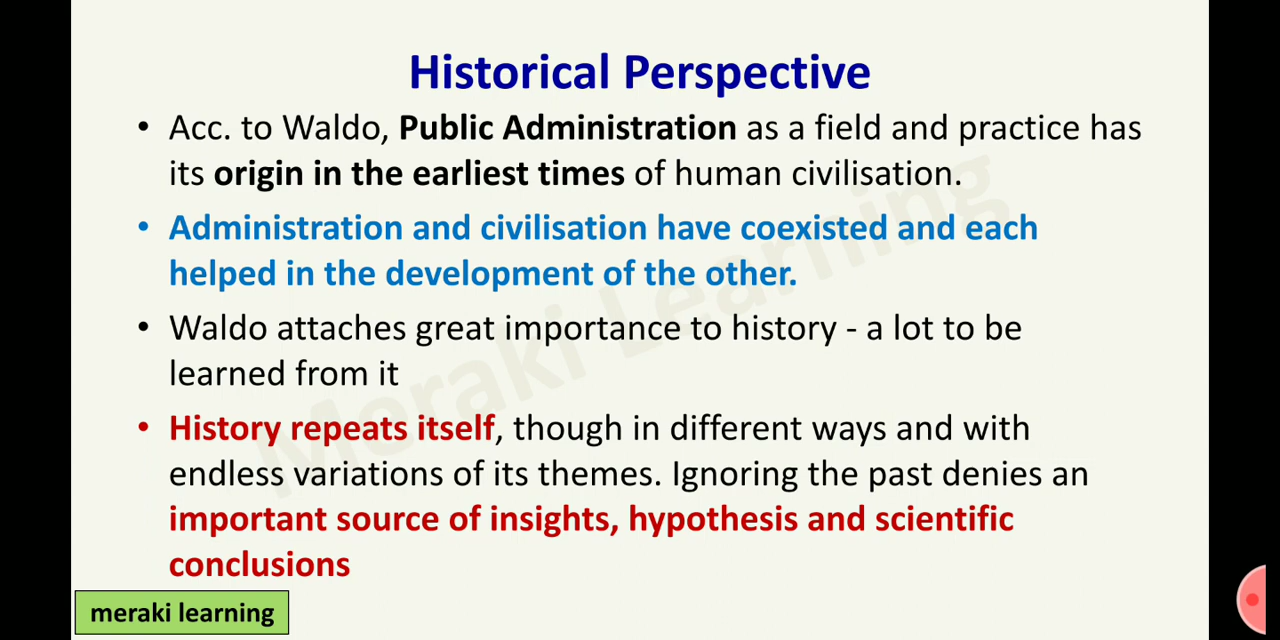 Historical Perspective
• Acc. to Waldo, Public Administration as a field and practice has
its origin in the earliest times of human civilisation.
• Administration and civilisation have coexisted and each
helped in the development of the other.
• Waldo attaches great importance to history - a lot to be
learned from it
• History repeats itself, though in different ways and with
endless variations of its themes. Ignoring the past denies an
important source of insights, hypothesis and scientific
conclusions
Meraki Learning
meraki learning